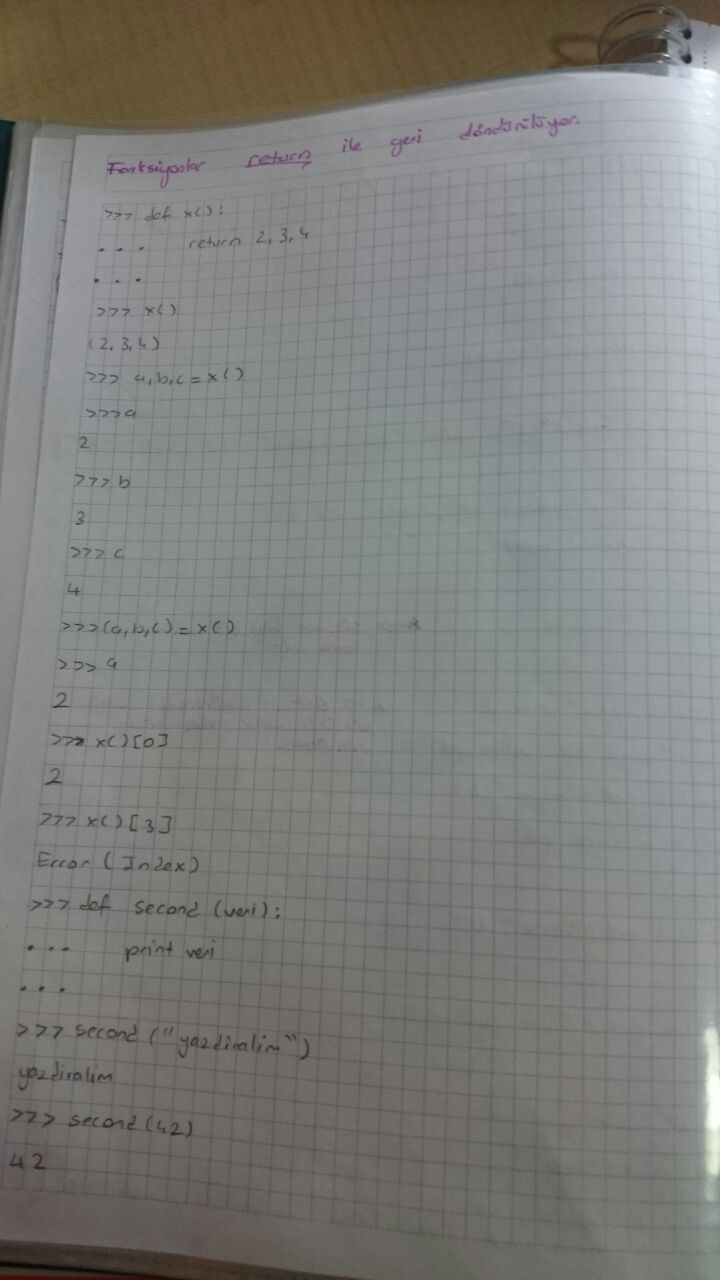 Fonksiyonlar return ile geri döndürülüyor.
>>> def x():
... return 2,3,4
...
>>> x()
(2,3,4)
>>> a,b,c = x()
>>>a
2
>>> b
3
>>> c
4
>>>(a,b,c) = x()
>>> a
2
>>> x()[0]
2
>>> x()[3]
Error (Index)
>>> def second (veri):
... print veri
...
>>> second ("yazdiralim")
yazdiralim
>>> second (42)
42